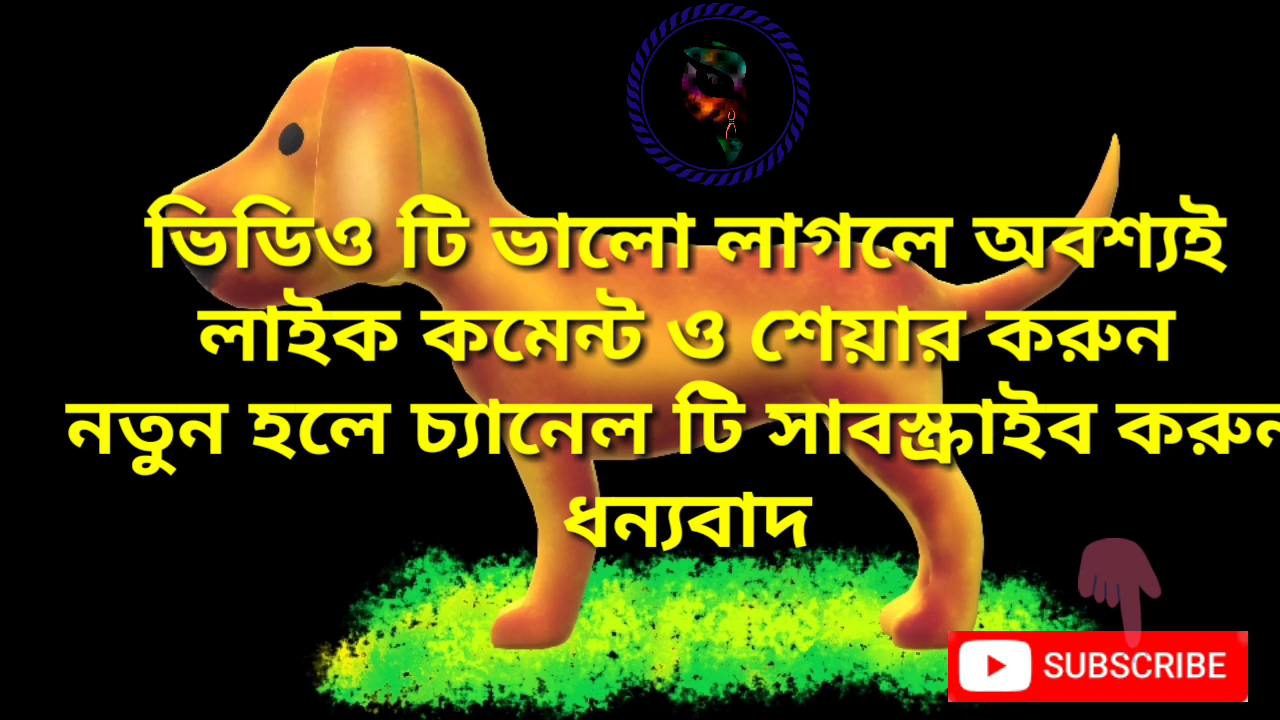 ভিডিও টি ভালো লাগলে অবশ্যই
লাইক কমেন্ট ও শেয়ার করুন
নতুন হলে চ্যানেল টি সাবস্ক্রাইব করুন
ধন্যবাদ
SUBSCRIBE